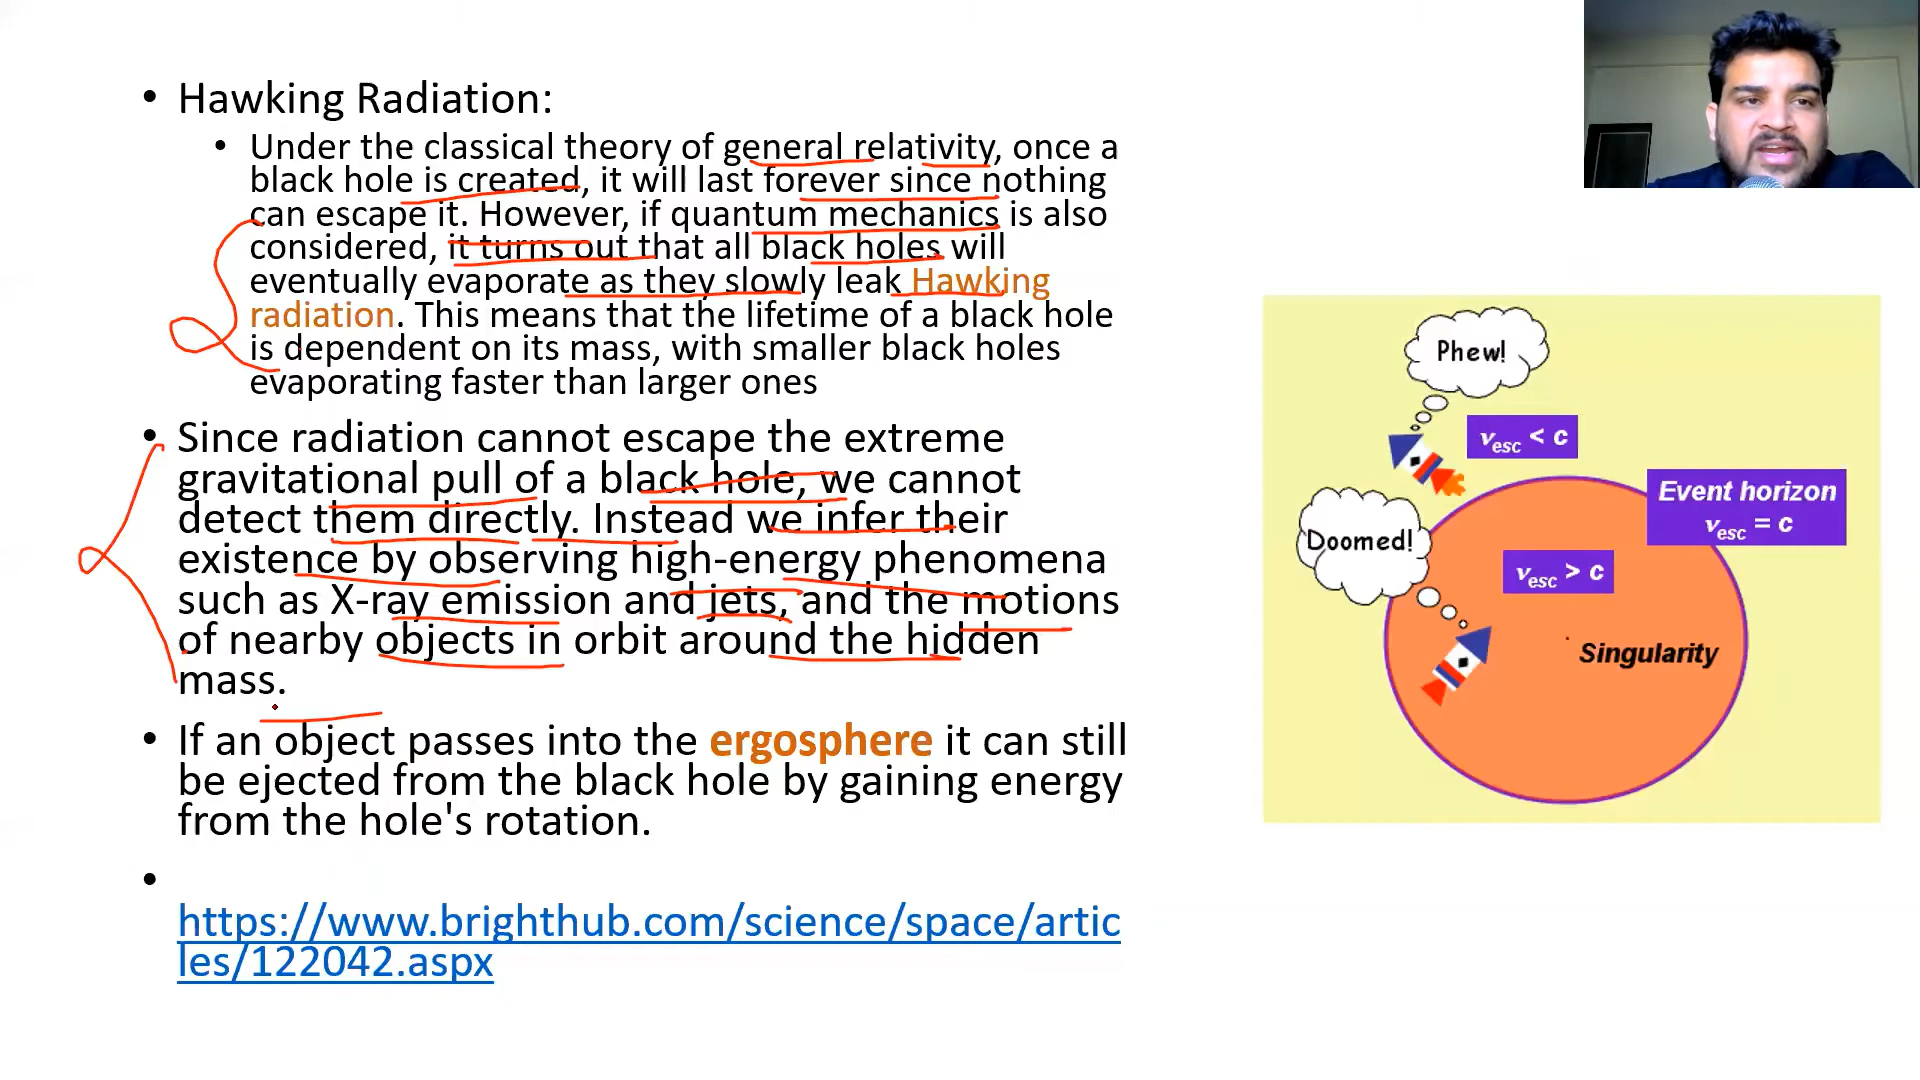 • Hawking Radiation:
• Under the classical theory of general relativity, once a
black hole is created, it will last forever since nothing
can escape it. However, if quantum mechanics is also
considered, it turns out that all black holes will
eventually evaporate as they slowly leak Hawking
radiation. This means that the lifetime of a black hole
is dependent on its mass, with smaller black holes
evaporating faster than larger ones
• Since radiation cannot escape the extreme
gravitational pull of a black hole, we cannot
detect them directly. Instead we infer their
existence by observing high-energy phenomena
such as X-ray emission and jets, and the motions
of nearby objects in orbit around the hidden
mass.
• If an object passes into the ergosphere it can still
be ejected from the black hole by gaining energy
from the hole's rotation.
•
https://www.brighthub.com/science/space/artic
les/122042.aspx
Phew!
vesc < c
Event horizon
vesc = c
Doomed!
vesc > c
Singularity